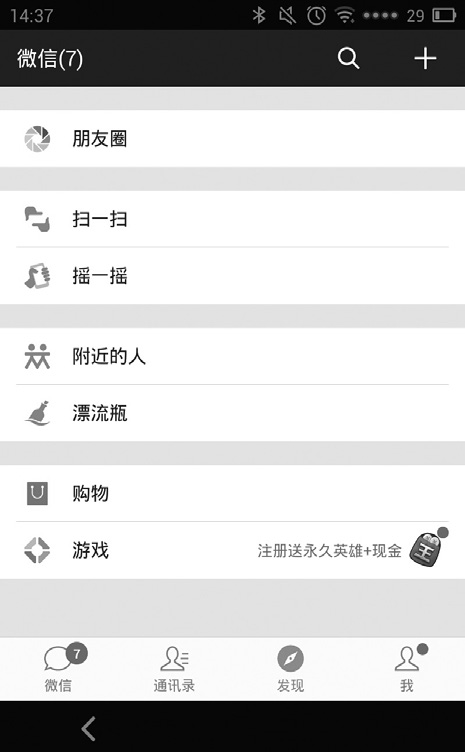 14:37 29
微信(7)
朋友圈
扫一扫
摇一摇
附近的人
漂流瓶
购物
游戏 注册送永久英雄+现金 王
7
微信 通讯录 发现 我